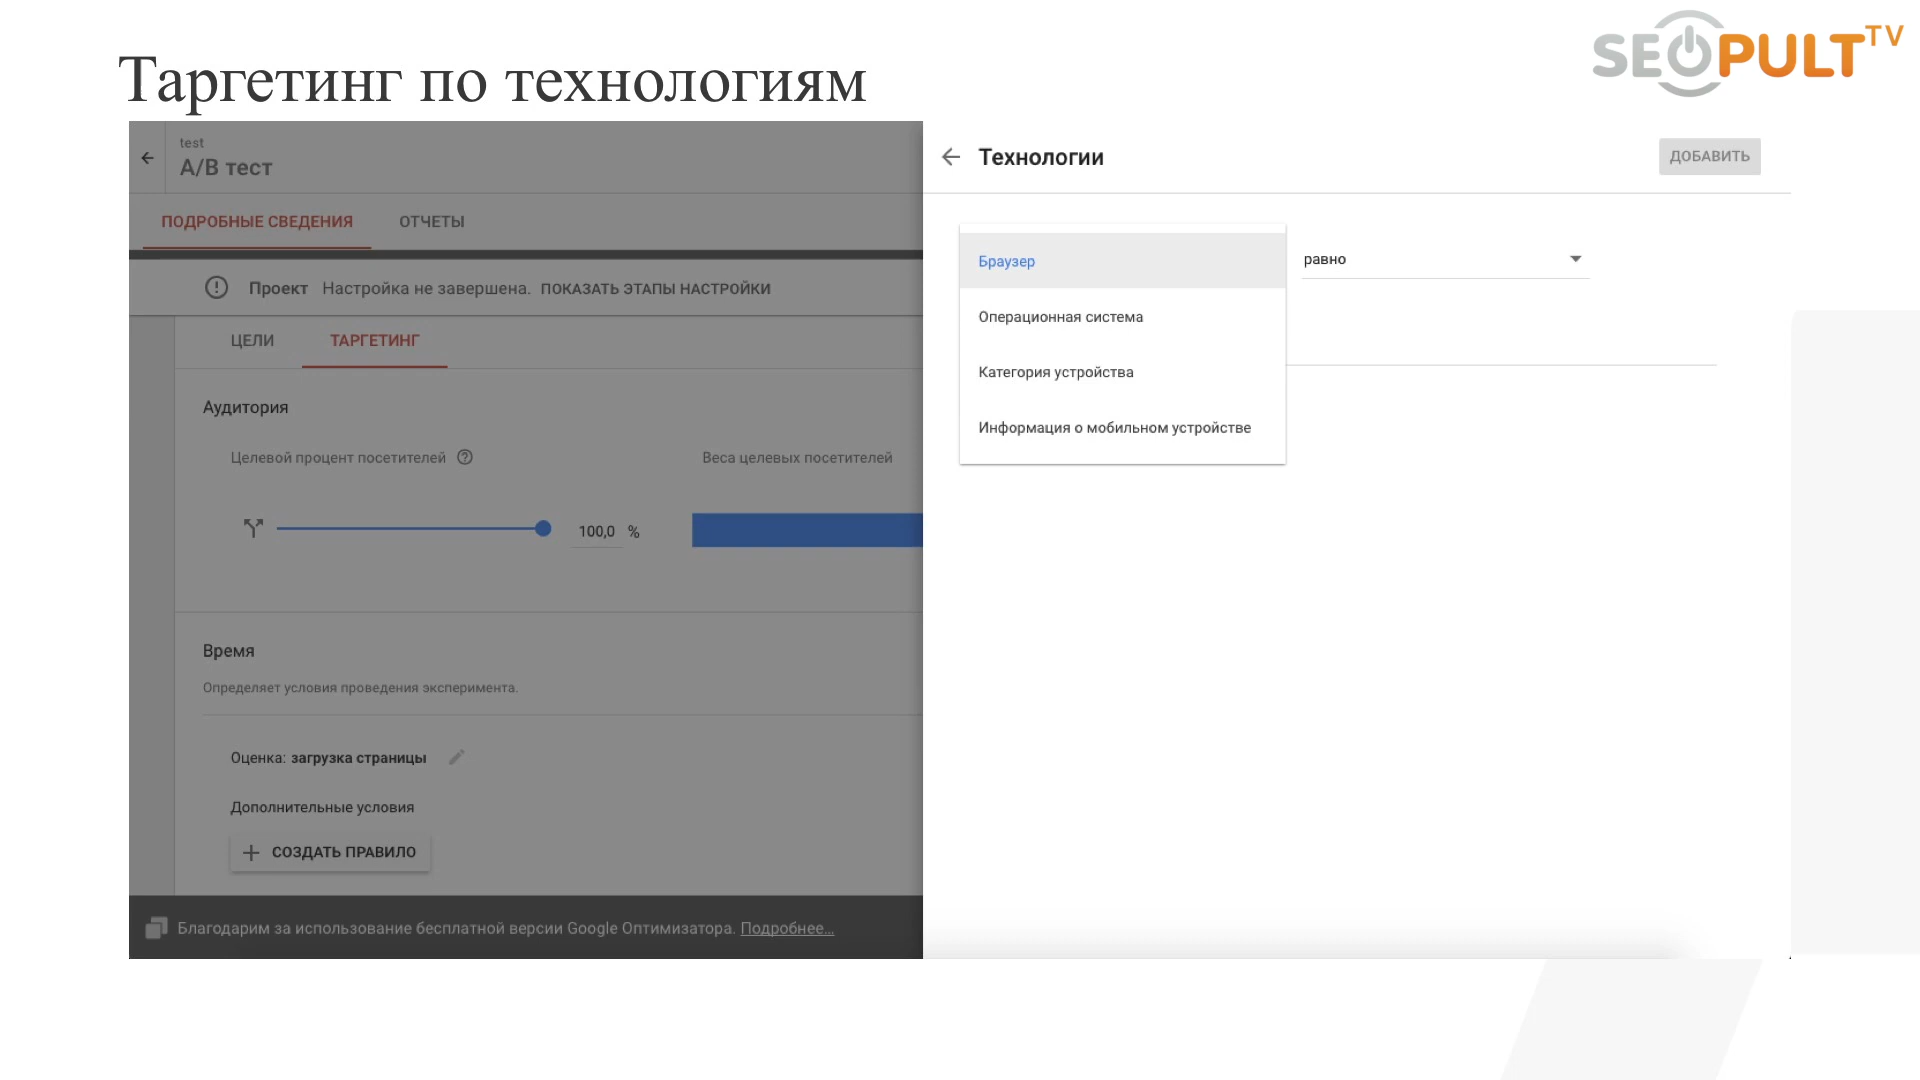 Таргетинг по технологиям
SEOPULT TV
test
A/B тест
ПОДРОБНЫЕ СВЕДЕНИЯ ОТЧЕТЫ
Проект Настройка не завершена. ПОКАЗАТЬ ЭТАПЫ НАСТРОЙКИ
ЦЕЛИ ТАРГЕТИНГ
Аудитория
Целевой процент посетителей Веса целевых посетителей
100,0 %
Время
Определяет условия проведения эксперимента.
Оценка: загрузка страницы
Дополнительные условия
СОЗДАТЬ ПРАВИЛО
Благодарим за использование бесплатной версии Google Оптимизатора. Подробнее...
Технологии ДОБАВИТЬ
Браузер равно
Операционная система
Категория устройства
Информация о мобильном устройстве